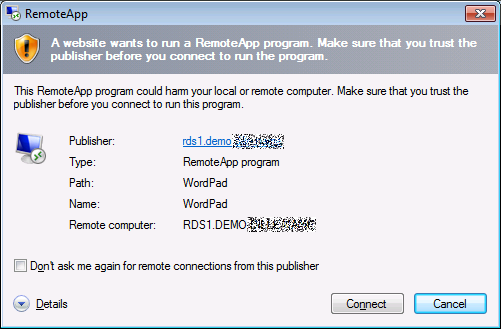 RemoteApp
A website wants to run a RemoteApp program. Make sure that you trust the
publisher before you connect to run the program.
This RemoteApp program could harm your local or remote computer. Make sure that you trust the
publisher before you connect to run this program.
Publisher: rds1.demo
Type: RemoteApp program
Path: WordPad
Name: WordPad
Remote computer: RDS1.DEMO
Don't ask me again for remote connections from this publisher
Details Connect Cancel